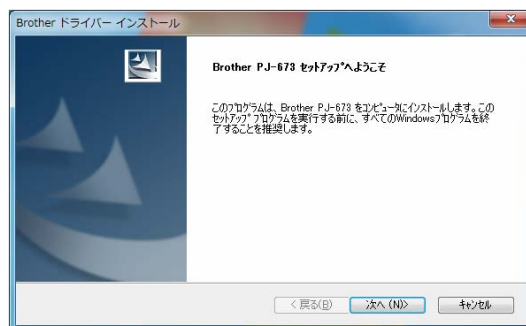 Brother ドライバー インストール
Brother PJ-673 ｾｯﾄｱｯﾌﾟへようこそ
このﾌﾟﾛｸﾞﾗﾑは、Brother PJ-673 をｺﾝﾋﾟｭｰﾀにインストールします。この
ｾｯﾄｱｯﾌﾟ ﾌﾟﾛｸﾞﾗﾑを実行する前に、すべてのWindowsﾌﾟﾛｸﾞﾗﾑを終
了することを推奨します。
< 戻る(B)
次へ (N)>
ｷｬﾝｾﾙ